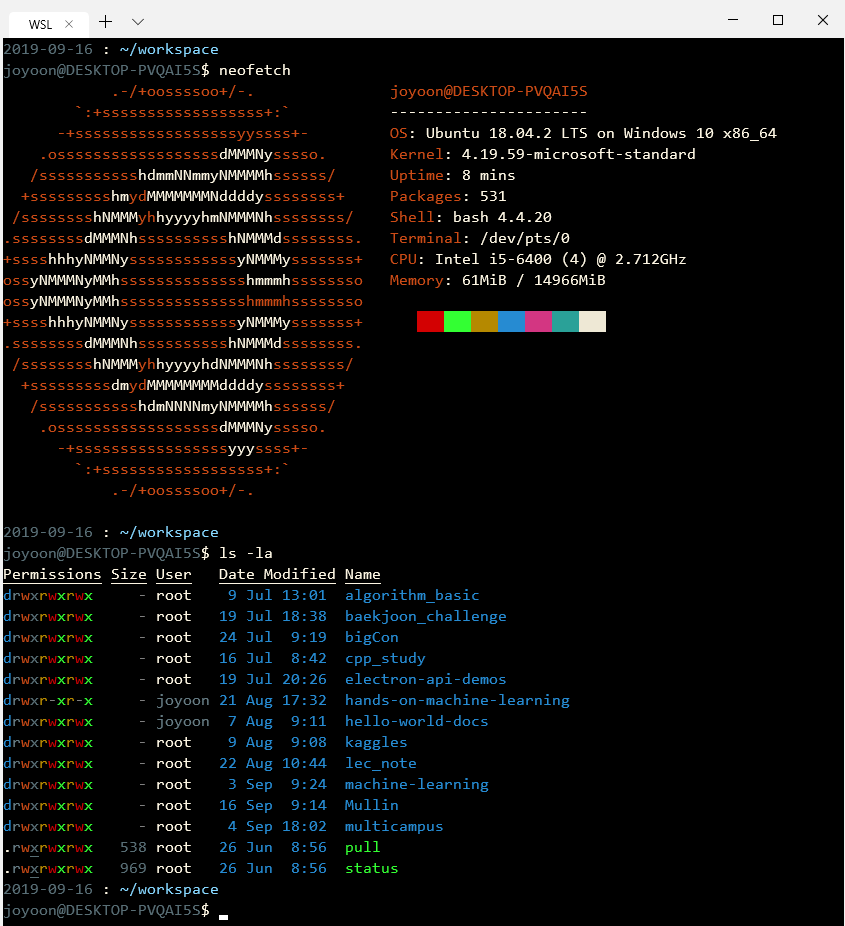 WSL
2019-09-16 : ~/workspace
joyoon@DESKTOP-PVQAI5S$ neofetch
            .-/+oossssoo+/-.               joyoon@DESKTOP-PVQAI5S
        `:+ssssssssssssssssss+:`           ----------------------
      -+ssssssssssssssssssyyssss+-         OS: Ubuntu 18.04.2 LTS on Windows 10 x86_64
    .ossssssssssssssssssdMMMNysssso.       Kernel: 4.19.59-microsoft-standard
   /ssssssssssshdmmNNmmyNMMMMhssssss/      Uptime: 8 mins
  +ssssssssshmydMMMMMMMNddddyssssssss+     Packages: 531
 /sssssssshNMMMyhhyyyyhmNMMMNhssssssss/    Shell: bash 4.4.20
.ssssssssdMMMNhsssssssssshNMMMdssssssss.   Terminal: /dev/pts/0
+sssshhhyNMMNyssssssssssssyNMMMysssssss+   CPU: Intel i5-6400 (4) @ 2.712GHz
ossyNMMMNyMMhsssssssssssssshmmmhssssssso   Memory: 61MiB / 14966MiB
ossyNMMMNyMMhsssssssssssssshmmmhssssssso
+sssshhhyNMMNyssssssssssssyNMMMysssssss+
.ssssssssdMMMNhsssssssssshNMMMdssssssss.
 /sssssssshNMMMyhhyyyyhdNMMMNhssssssss/
  +sssssssssdmydMMMMMMMMddddyssssssss+
   /ssssssssssshdmNNNNmyNMMMMhssssss/
    .ossssssssssssssssssdMMMNysssso.
      -+sssssssssssssssssyyyssss+-
        `:+ssssssssssssssssss+:`
            .-/+oossssoo+/-.
2019-09-16 : ~/workspace
joyoon@DESKTOP-PVQAI5S$ ls -la
Permissions Size User   Date Modified Name
drwxrwxrwx     - root    9 Jul 13:01  algorithm_basic
drwxrwxrwx     - root   19 Jul 18:38  baekjoon_challenge
drwxrwxrwx     - root   24 Jul  9:19  bigCon
drwxrwxrwx     - root   16 Jul  8:42  cpp_study
drwxrwxrwx     - root   19 Jul 20:26  electron-api-demos
drwxr-xr-x     - joyoon 21 Aug 17:32  hands-on-machine-learning
drwxrwxrwx     - joyoon  7 Aug  9:11  hello-world-docs
drwxrwxrwx     - root    9 Aug  9:08  kaggles
drwxrwxrwx     - root   22 Aug 10:44  lec_note
drwxrwxrwx     - root    3 Sep  9:24  machine-learning
drwxrwxrwx     - root   16 Sep  9:14  Mullin
drwxrwxrwx     - root    4 Sep 18:02  multicampus
.rwxrwxrwx   538 root   26 Jun  8:56  pull
.rwxrwxrwx   969 root   26 Jun  8:56  status
2019-09-16 : ~/workspace
joyoon@DESKTOP-PVQAI5S$